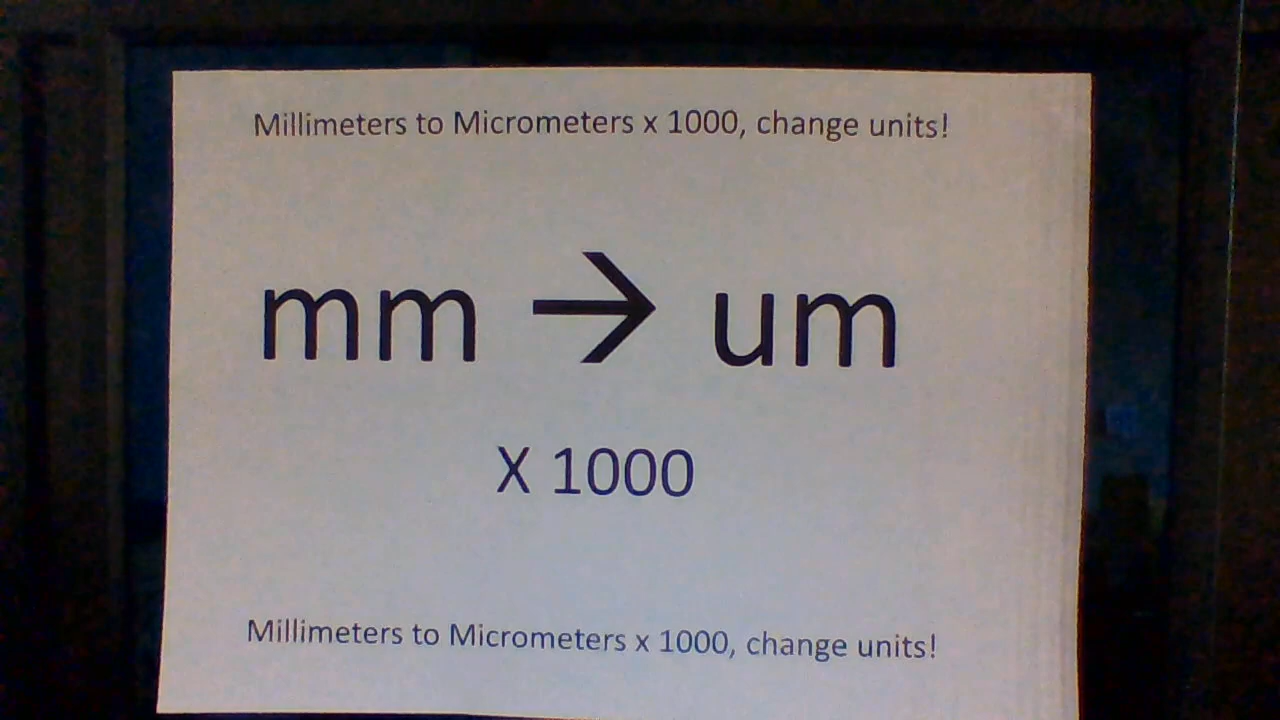 Millimeters to Micrometers x 1000, change units!
mm → um
X 1000
Millimeters to Micrometers x 1000, change units!